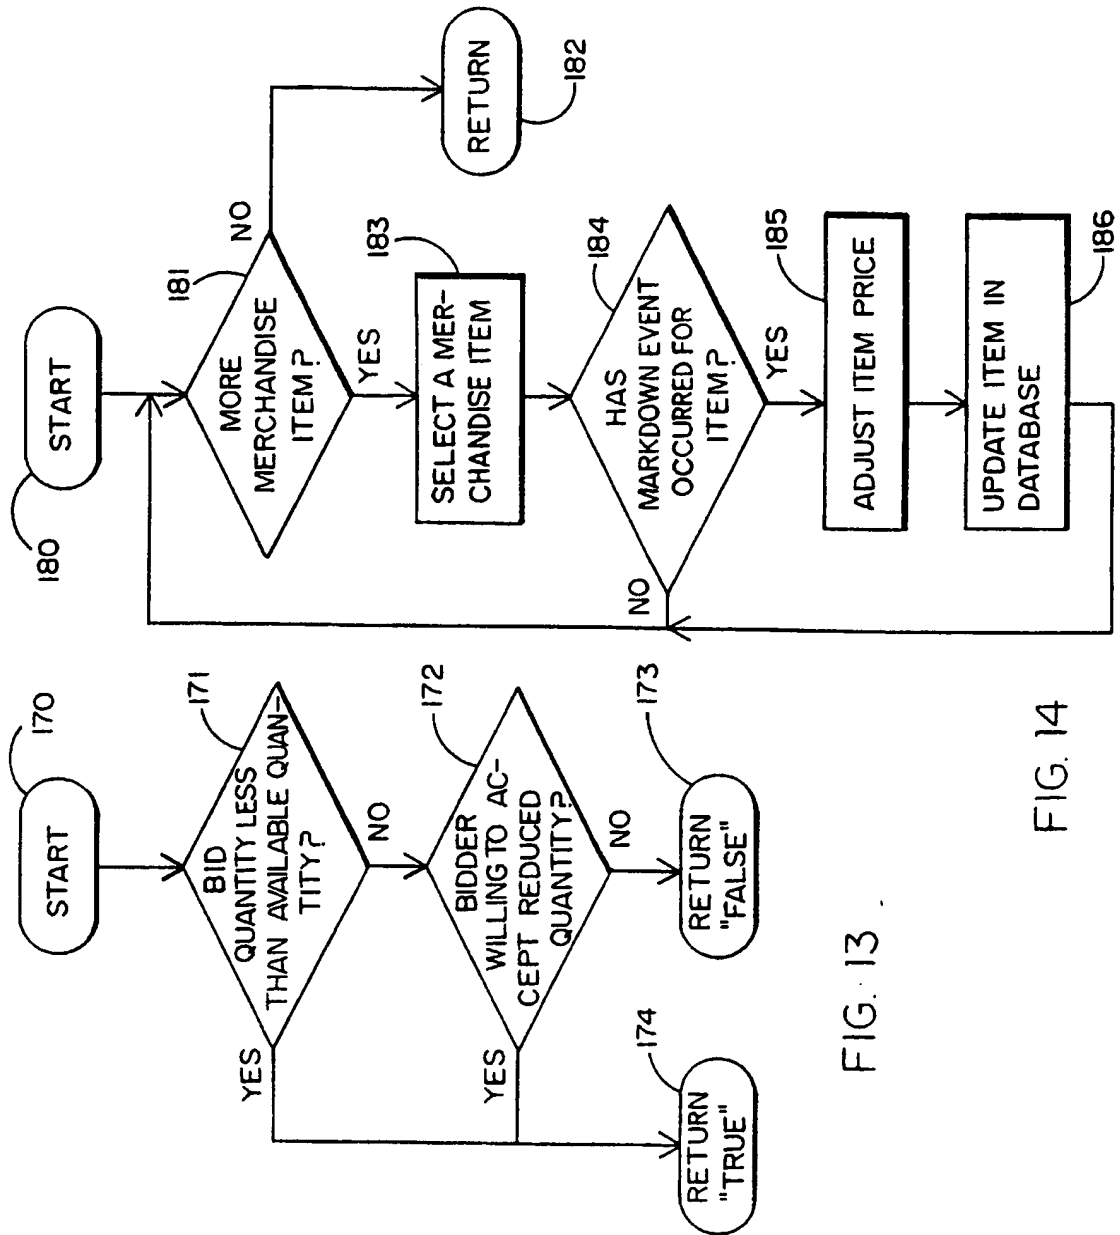 170
START
171
BID
QUANTITY LESS
THAN AVAILABLE QUAN-
TITY?
YES
NO
172
BIDDER
WILLING TO AC-
CEPT REDUCED
QUANTITY?
YES
NO
174
RETURN
"TRUE"
173
RETURN
"FALSE"
FIG. 13
180
START
181
MORE
MERCHANDISE
ITEM?
NO
YES
RETURN
182
183
SELECT A MER-
CHANDISE ITEM
184
HAS
MARKDOWN EVENT
OCCURRED FOR
ITEM?
NO
YES
185
ADJUST ITEM PRICE
UPDATE ITEM IN
DATABASE
186
FIG. 14